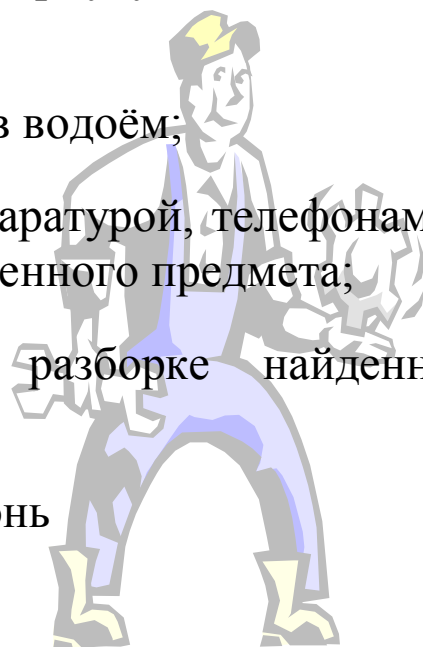 в водоём;
аратурой, телефонам
енного предмета;
разборке найденн
онь